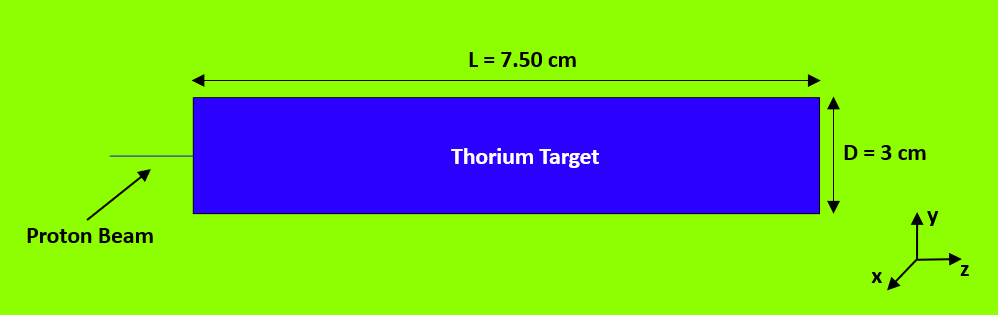 L = 7.50 cm
Thorium Target
D = 3 cm
Proton Beam
y
x
z